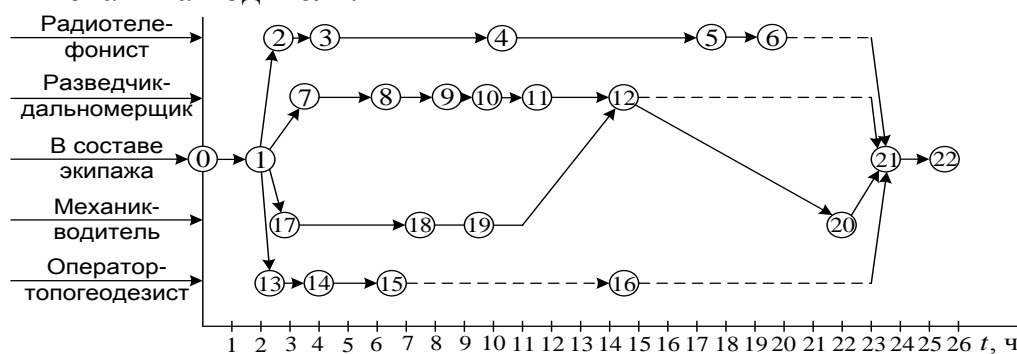 Радиотеле-
фонист
2 3 4 5 6
Разведчик-
дальномерщик
7 8 9 10 11 12
В составе
экипажа
0 1 21 22
Механик-
водитель
17 18 19 20
Оператор-
топогеодезист
13 14 15 16
1 2 3 4 5 6 7 8 9 10 11 12 13 14 15 16 17 18 19 20 21 22 23 24 25 26 t, ч